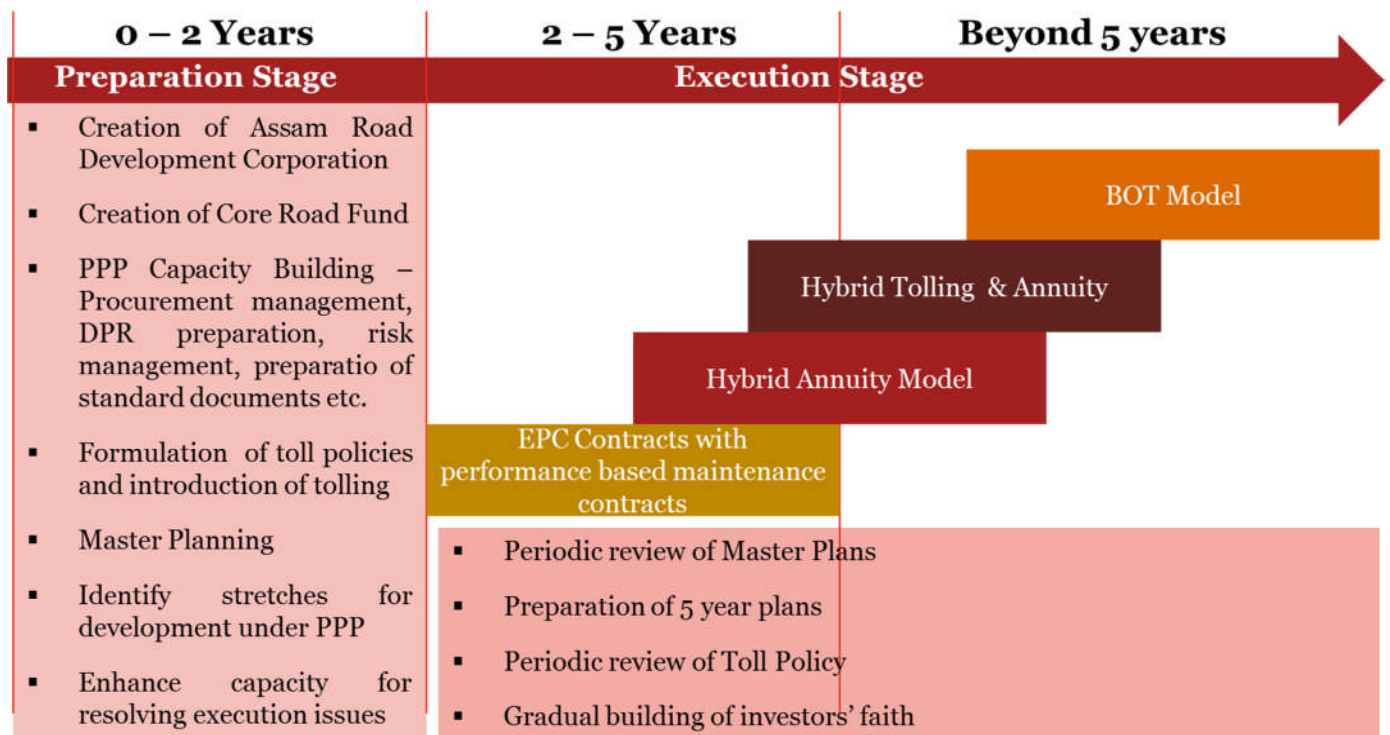 0 – 2 Years
2 – 5 Years
Beyond 5 years
Preparation Stage
Execution Stage
▪ Creation of Assam Road
Development Corporation
▪ Creation of Core Road Fund
▪ PPP Capacity Building –
Procurement management,
DPR preparation, risk
management, preparatio of
standard documents etc.
▪ Formulation of toll policies
and introduction of tolling
▪ Master Planning
▪ Identify stretches for
development under PPP
▪ Enhance capacity for
resolving execution issues
BOT Model
Hybrid Tolling & Annuity
Hybrid Annuity Model
EPC Contracts with
performance based maintenance
contracts
▪ Periodic review of Master Plans
▪ Preparation of 5 year plans
▪ Periodic review of Toll Policy
▪ Gradual building of investors' faith